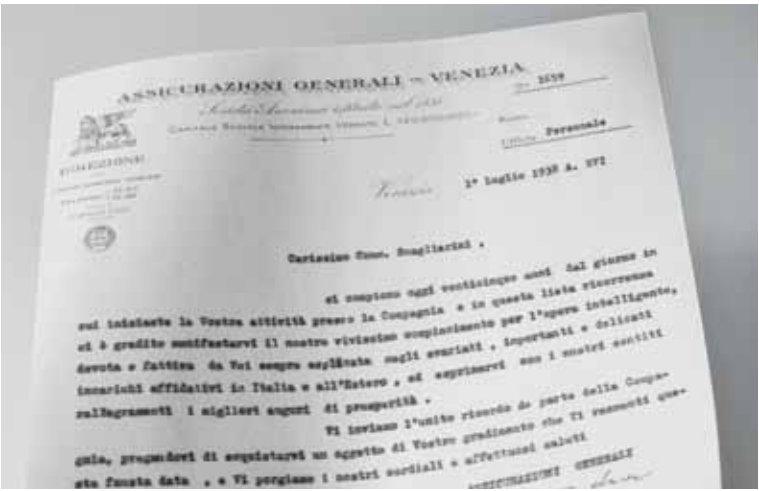 ASSICURAZIONI GENERALI - VENEZIA
Società Anonima istituita nel 1831
DIREZIONE
Ufficio Personale
Venezia 1° luglio 1938 A. XVI
Carissimo Comm. Scagliarini ,
si compiono oggi venticinque anni dal giorno in
cui iniziaste la Vostra attività presso la Compagnia e in questa lieta ricorrenza
ci è gradito manifestarvi il nostro vivissimo compiacimento per l'opera intelligente,
devota e fattiva da Voi sempre esplicata negli svariati , importanti e delicati
incarichi affidativi in Italia e all'Estero , ed esprimervi con i nostri sentiti
rallegramenti i migliori auguri di prosperità .
Vi inviamo l'unito ricordo da parte della Compa-
gnia, pregandovi di acquistarvi un oggetto di Vostro gradimento che Vi rammenti que-
sta fausta data , e Vi porgiamo i nostri cordiali e affettuosi saluti
ASSICURAZIONI GENERALI